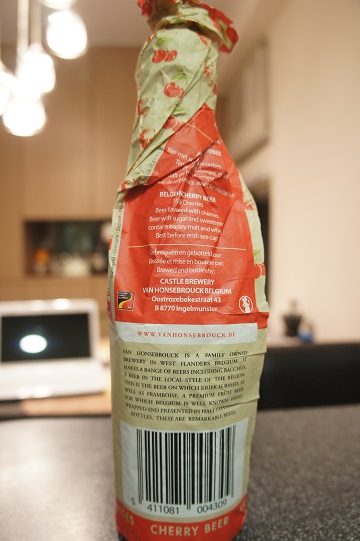 BELGIAN CHERRY BEER
Cherries
Beer flavored with cherries
Beer with sugar and sweetener
contains barley malt and
Best before end: see cap
Gebrouwen en gebotteld door:
Brassée et mise en bouteille par:
Brewed and bottled by:
CASTLE BREWERY
VAN HONSEBROUCK BELGIUM
Oostrozebekestraat 43
B 8770 Ingelmunster
WWW.VANHONSEBROUCK.BE
VAN HONSEBROUCK IS A FAMILY OWNED
BREWERY IN WEST FLANDERS BELGIUM. IT
MAKES A RANGE OF BEERS INCLUDING BACCHUS,
A BEER IN THE LOCAL STYLE OF THE REGION.
THIS IS THE BEER ON WHICH KRIEK IS BASED, AS
WELL AS FRAMBOISE, A PREMIUM FRUIT BEER
FOR WHICH BELGIUM IS WELL KNOWN. HAND
WRAPPED AND PRESENTED IN HALF
BOTTLES, THESE ARE REMARKABLE BEERS.
5 411081 004309
CHERRY BEER